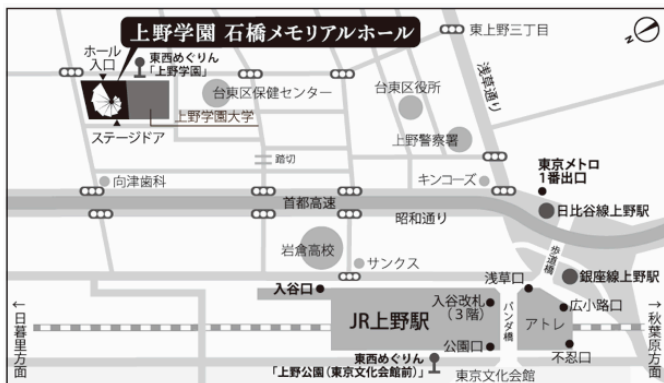 上野学園 石橋メモリアルホール
東上野三丁目
N
ホール
入口
東西めぐりん
「上野学園」
浅草通り
台東区保健センター
台東区役所
上野学園大学
ステージドア
上野警察署
踏切
東京メトロ
1番出口
向津歯科
キンコーズ
首都高速
昭和通り
日比谷線上野駅
岩倉高校
歩道橋
サンクス
銀座線上野駅
入谷口
浅草口
←日暮里方面
JR上野駅
入谷改札
（3階）
パンダ橋
広小路口
アトレ
→秋葉原方面
公園口
不忍口
東西めぐりん
「上野公園（東京文化会館前）」
東京文化会館